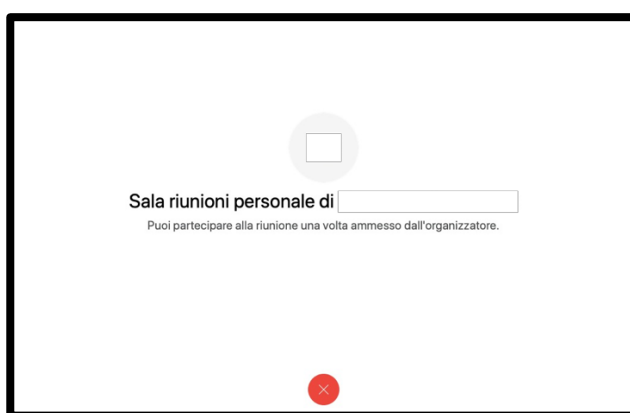 Sala riunioni personale di
Puoi partecipare alla riunione una volta ammesso dall'organizzatore.